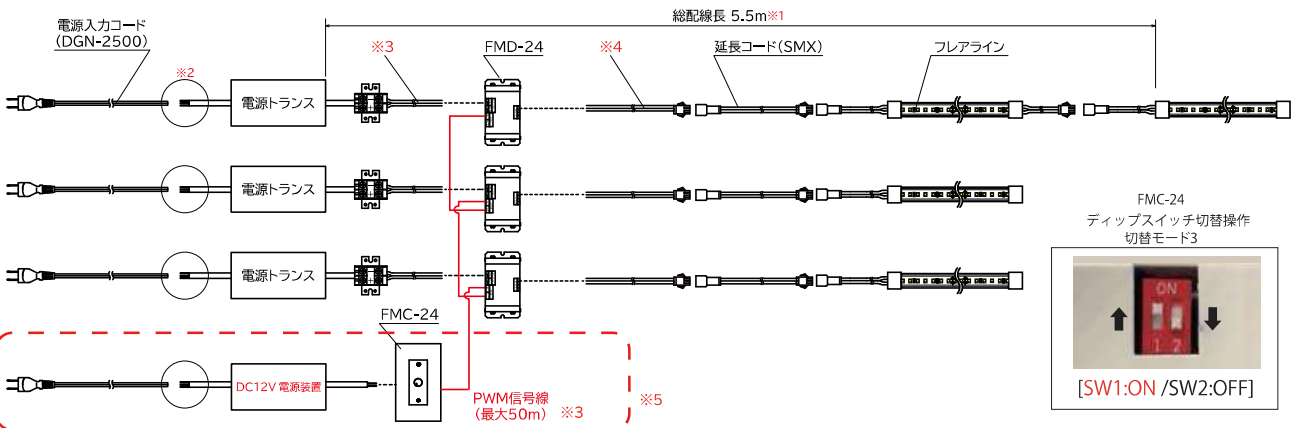 総配線長 5.5m※1
電源入力コード
(DGN-2500)
※2
※3
FMD-24
※4
延長コード(SMX)
フレアライン
電源トランス
電源トランス
電源トランス
FMC-24
DC12V 電源装置
PWM信号線
(最大50m) ※3
※5
FMC-24
ディップスイッチ切替操作
切替モード3
ON
1 2
[SW1:ON /SW2:OFF]